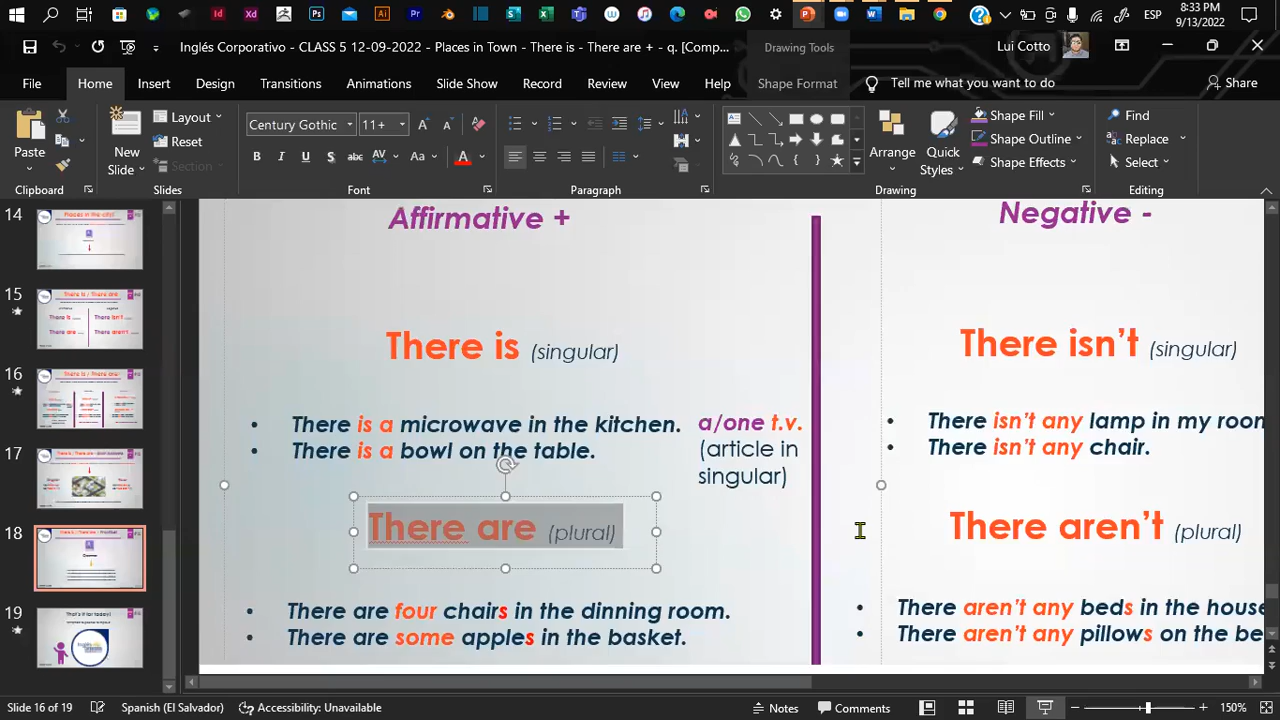 8:33 PM
ESP
9/13/2022
Inglés Corporativo - CLASS 5 12-09-2022 - Places in Town - There is - There are + - q. [Comp...
Drawing Tools
Lui Cotto
File
Home
Insert
Design
Transitions
Animations
Slide Show
Record
Review
View
Help
Shape Format
Tell me what you want to do
Share
Paste
New
Slide
Layout
Reset
Section
Century Gothic
11+
Arrange
Quick
Styles
Shape Fill
Shape Outline
Shape Effects
Find
Replace
Select
Clipboard
Slides
Font
Paragraph
Drawing
Editing
14
15
16
17
18
19
Affirmative +
There is (singular)
• There is a microwave in the kitchen.
• There is a bowl on the table.
a/one t.v.
(article in
singular)
There are (plural)
• There are four chairs in the dinning room.
• There are some apples in the basket.
Negative -
There isn't (singular)
• There isn't any lamp in my room
• There isn't any chair.
There aren't (plural)
• There aren't any beds in the house
• There aren't any pillows on the be
Slide 16 of 19
Spanish (El Salvador)
Accessibility: Unavailable
Notes
Comments
150%